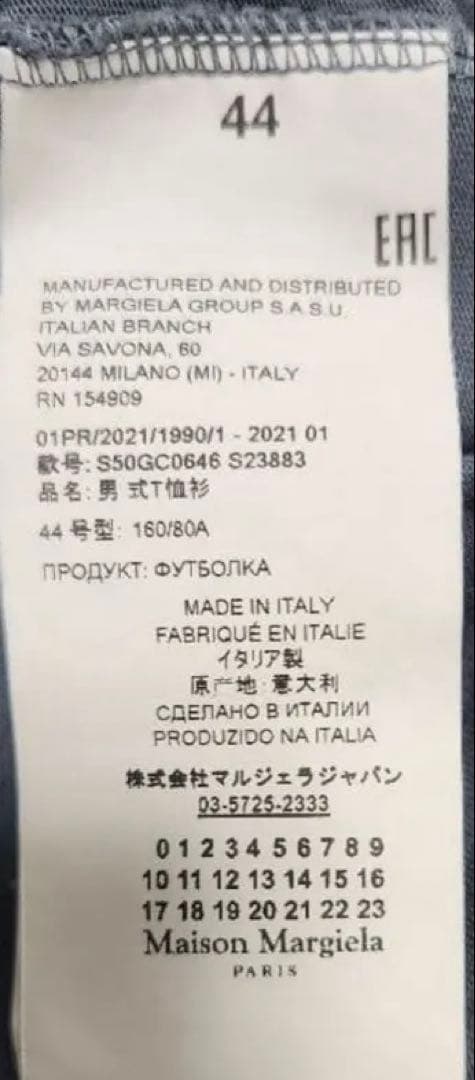 44
EAC
MANUFACTURED AND DISTRIBUTED
BY MARGIELA GROUP S.A.S.U.
ITALIAN BRANCH
VIA SAVONA, 60
20144 MILANO (MI) - ITALY
RN 154909
01PR/2021/1990/1 - 2021 01
款号: S50GC0646 S23883
品名: 男 式T恤衫
44 号型: 160/80A
ПРОДУКТ: ФУТБОЛКА
MADE IN ITALY
FABRIQUÉ EN ITALIE
イタリア製
原产地: 意大利
СДЕЛАНО В ИТАЛИИ
PRODUZIDO NA ITALIA
株式会社マルジェラジャパン
03-5725-2333
0 1 2 3 4 5 6 7 8 9
10 11 12 13 14 15 16
17 18 19 20 21 22 23
Maison Margiela
PARIS